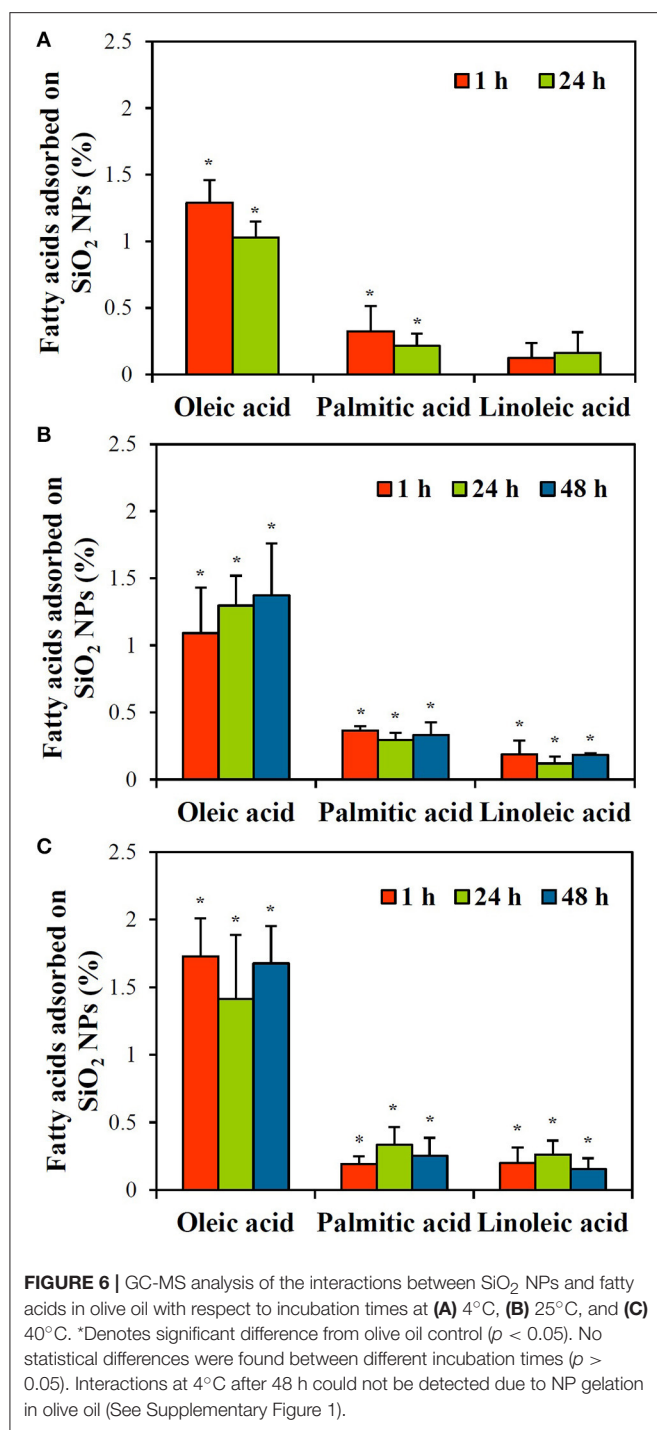 A
Fatty acids adsorbed on
SiO₂ NPs (%)
2.5
2
1.5
1
0.5
0
1 h 24 h
* * * *
Oleic acid Palmitic acid Linoleic acid
B
Fatty acids adsorbed on
SiO₂ NPs (%)
2.5
2
1.5
1
0.5
0
1 h 24 h 48 h
* * * * * * * * *
Oleic acid Palmitic acid Linoleic acid
C
Fatty acids adsorbed on
SiO₂ NPs (%)
2.5
2
1.5
1
0.5
0
1 h 24 h 48 h
* * * * * * * * *
Oleic acid Palmitic acid Linoleic acid
FIGURE 6 | GC-MS analysis of the interactions between SiO₂ NPs and fatty
acids in olive oil with respect to incubation times at (A) 4°C, (B) 25°C, and (C)
40°C. *Denotes significant difference from olive oil control (p < 0.05). No
statistical differences were found between different incubation times (p >
0.05). Interactions at 4°C after 48 h could not be detected due to NP gelation
in olive oil (See Supplementary Figure 1).